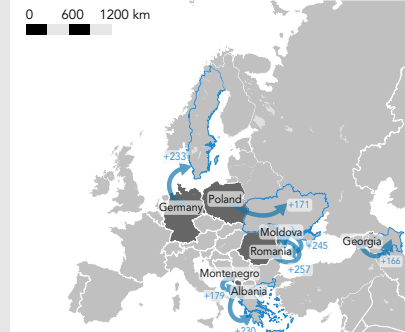 0 600 1200 km
+233
Germany
Poland
+171
Moldova
+245
Romania
+257
Georgia
+166
Montenegro
+179
Albania
+230